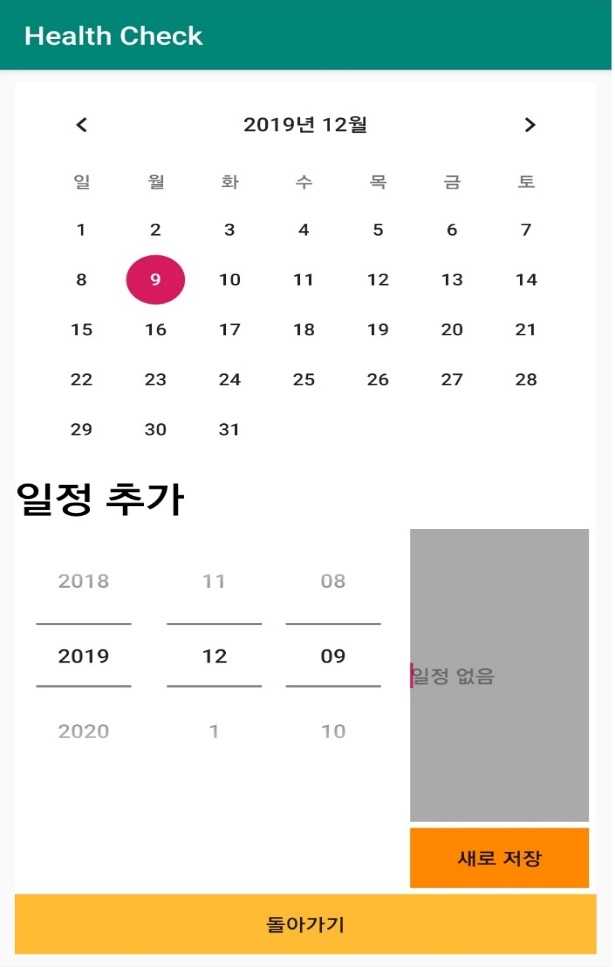 Health Check
< 2019년 12월 >
일 월 화 수 목 금 토
1 2 3 4 5 6 7
8 9 10 11 12 13 14
15 16 17 18 19 20 21
22 23 24 25 26 27 28
29 30 31
일정 추가
2018 11 08
2019 12 09
2020 1 10
일정 없음
새로 저장
돌아가기